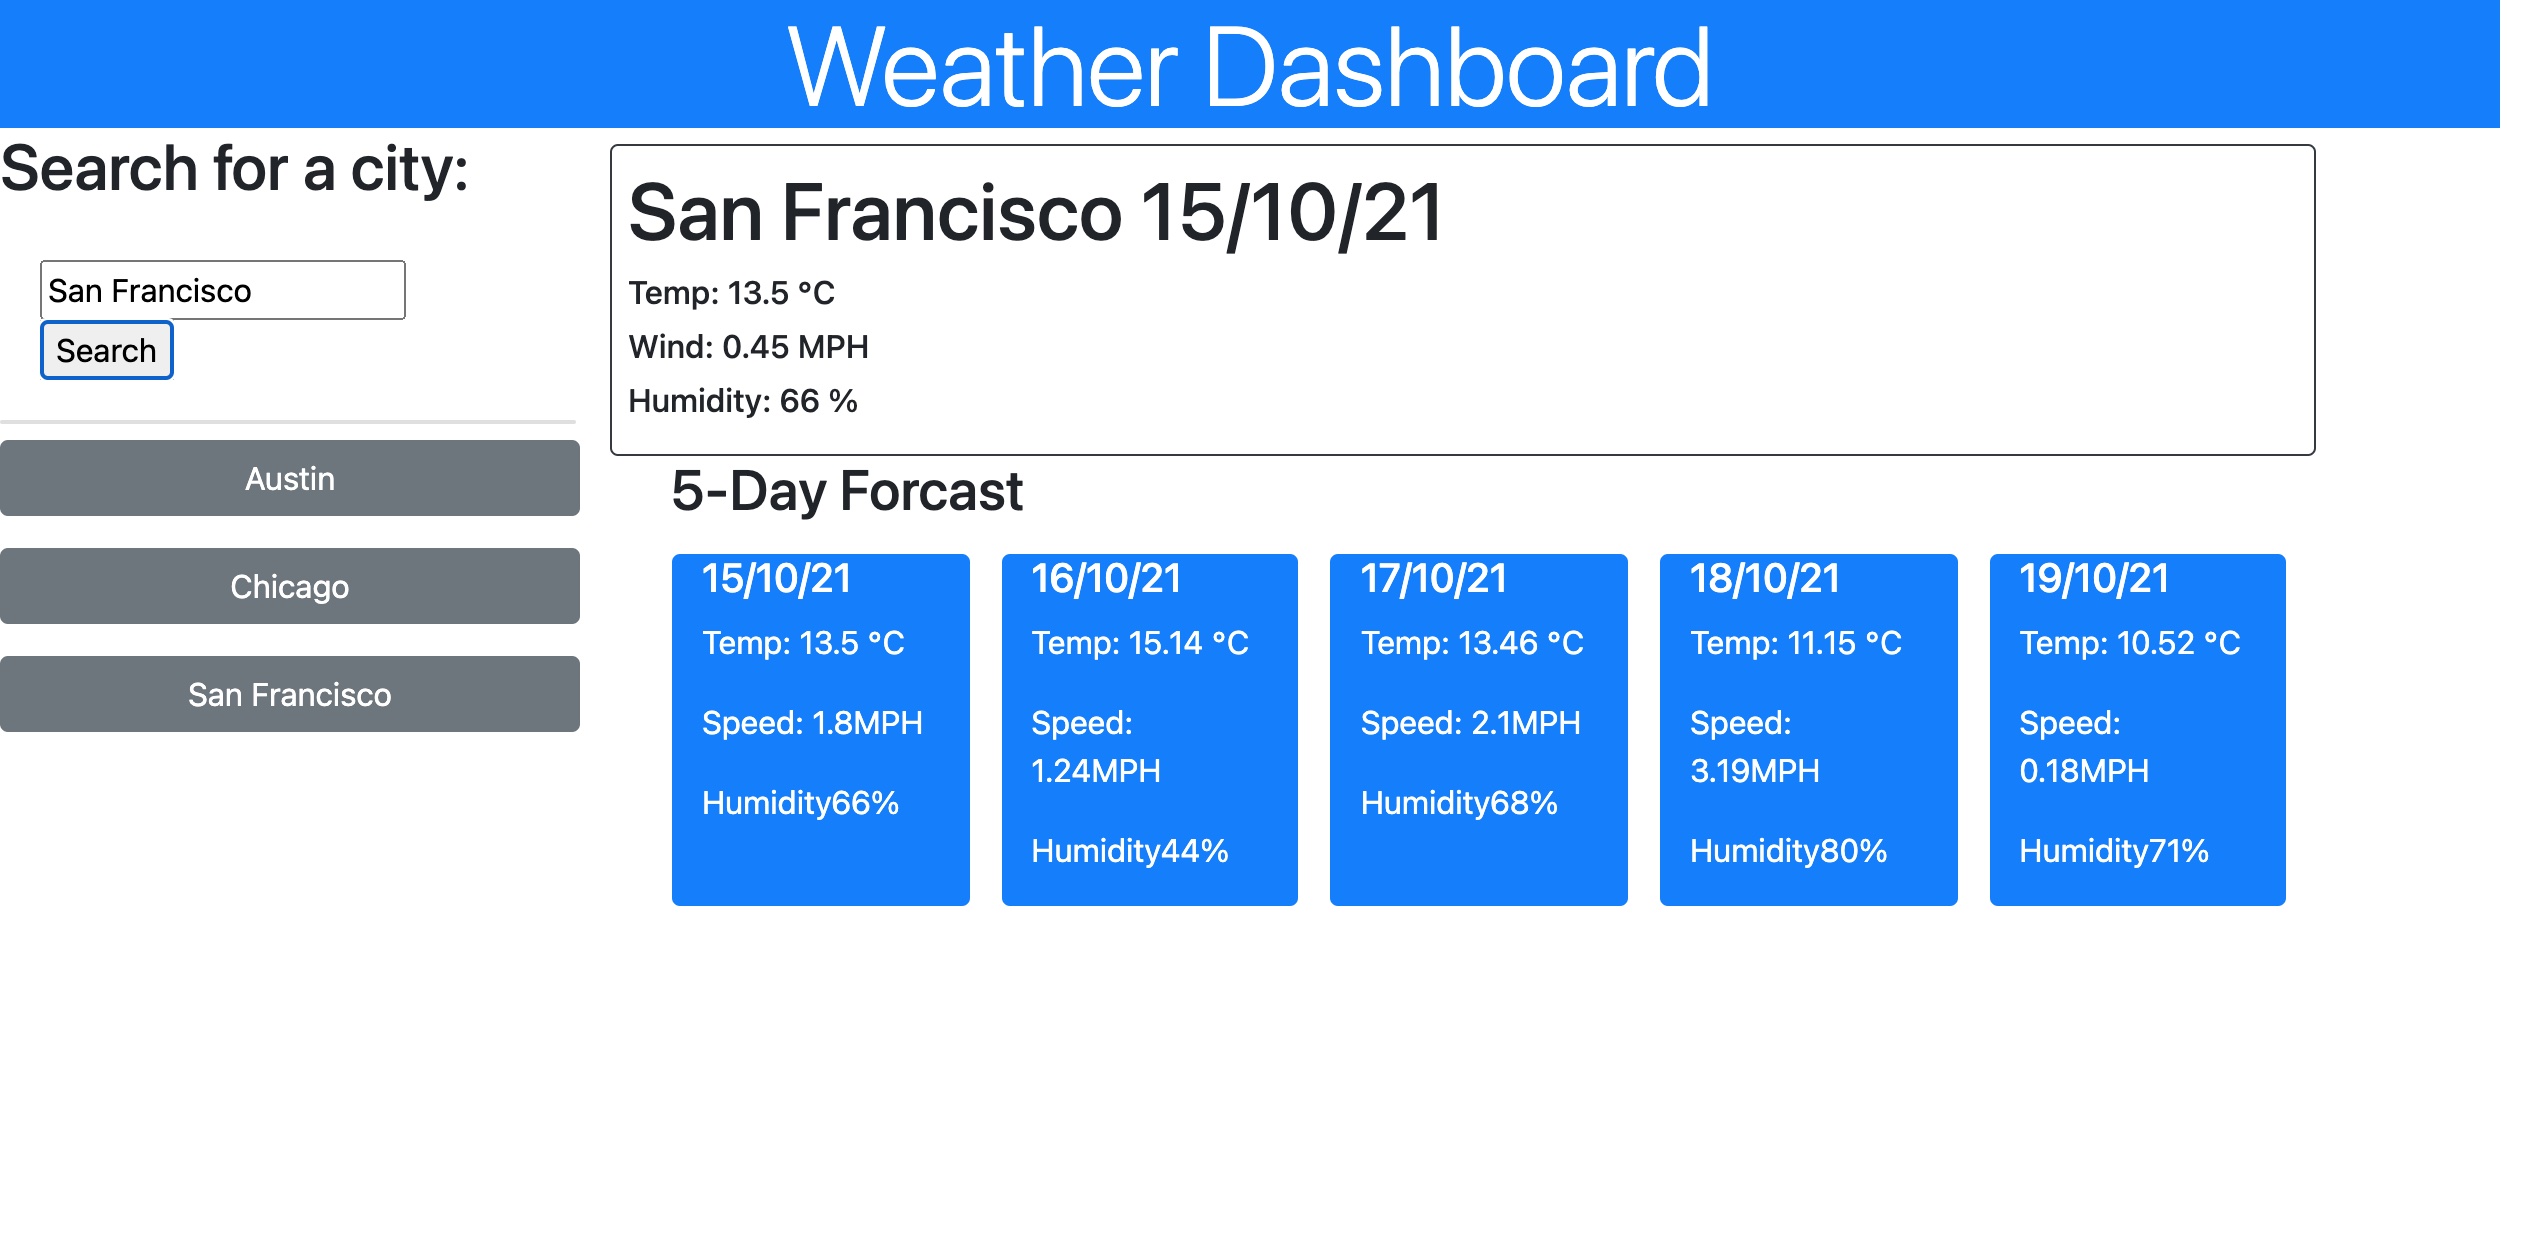 Weather Dashboard
Search for a city:
San Francisco
Search
Austin
Chicago
San Francisco
San Francisco 15/10/21
Temp: 13.5 °C
Wind: 0.45 MPH
Humidity: 66 %
5-Day Forcast
15/10/21
Temp: 13.5 °C
Speed: 1.8MPH
Humidity66%
16/10/21
Temp: 15.14 °C
Speed:
1.24MPH
Humidity44%
17/10/21
Temp: 13.46 °C
Speed: 2.1MPH
Humidity68%
18/10/21
Temp: 11.15 °C
Speed:
3.19MPH
Humidity80%
19/10/21
Temp: 10.52 °C
Speed:
0.18MPH
Humidity71%